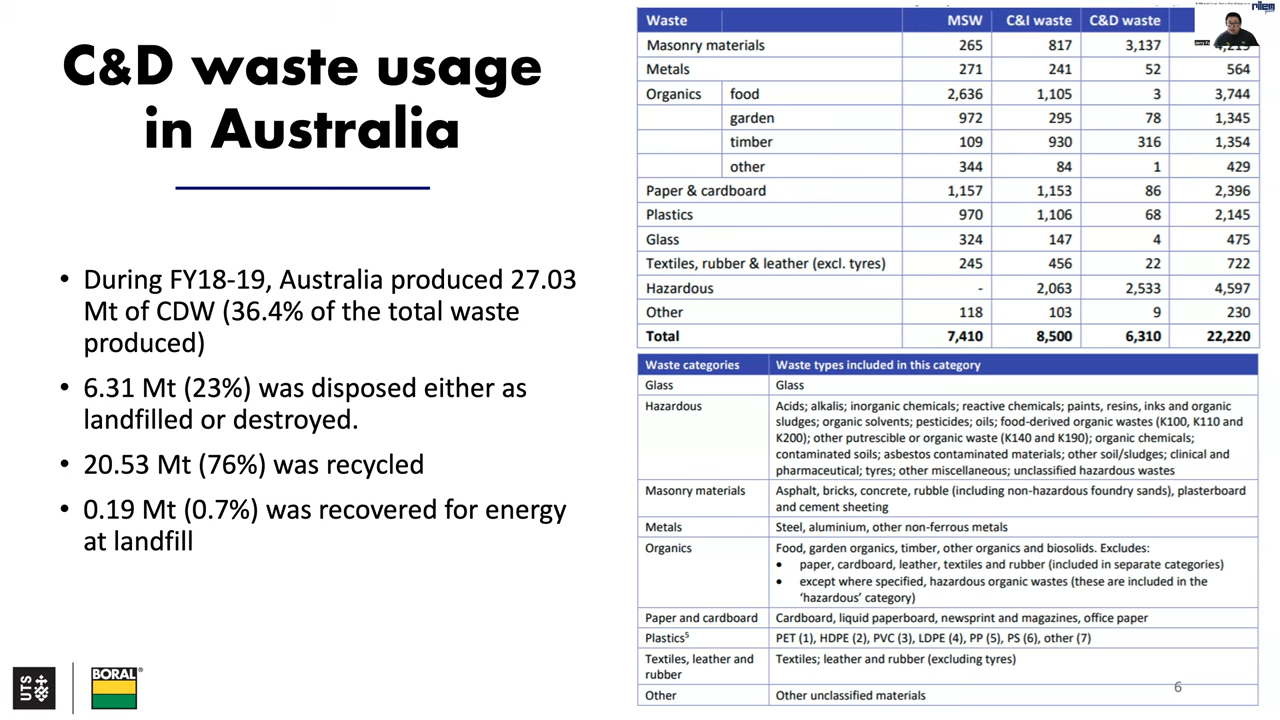 C&D waste usage
in Australia
• During FY18-19, Australia produced 27.03
Mt of CDW (36.4% of the total waste
produced)
• 6.31 Mt (23%) was disposed either as
landfilled or destroyed.
• 20.53 Mt (76%) was recycled
• 0.19 Mt (0.7%) was recovered for energy
at landfill
UTS
BORAL®
Waste MSW C&I waste C&D waste
Masonry materials 265 817 3,137 4,219
Metals 271 241 52 564
Organics food 2,636 1,105 3 3,744
garden 972 295 78 1,345
timber 109 930 316 1,354
other 344 84 1 429
Paper & cardboard 1,157 1,153 86 2,396
Plastics 970 1,106 68 2,145
Glass 324 147 4 475
Textiles, rubber & leather (excl. tyres) 245 456 22 722
Hazardous - 2,063 2,533 4,597
Other 118 103 9 230
Total 7,410 8,500 6,310 22,220
Waste categories Waste types included in this category
Glass Glass
Hazardous Acids; alkalis; inorganic chemicals; reactive chemicals; paints, resins, inks and organic
sludges; organic solvents; pesticides; oils; food-derived organic wastes (K100, K110 and
K200); other putrescible or organic waste (K140 and K190); organic chemicals;
contaminated soils; asbestos contaminated materials; other soil/sludges; clinical and
pharmaceutical; tyres; other miscellaneous; unclassified hazardous wastes
Masonry materials Asphalt, bricks, concrete, rubble (including non-hazardous foundry sands), plasterboard
and cement sheeting
Metals Steel, aluminium, other non-ferrous metals
Organics Food, garden organics, timber, other organics and biosolids. Excludes:
• paper, cardboard, leather, textiles and rubber (included in separate categories)
• except where specified, hazardous organic wastes (these are included in the
‘hazardous’ category)
Paper and cardboard Cardboard, liquid paperboard, newsprint and magazines, office paper
Plastics⁵ PET (1), HDPE (2), PVC (3), LDPE (4), PP (5), PS (6), other (7)
Textiles, leather and Textiles; leather and rubber (excluding tyres)
rubber
Other Other unclassified materials
6